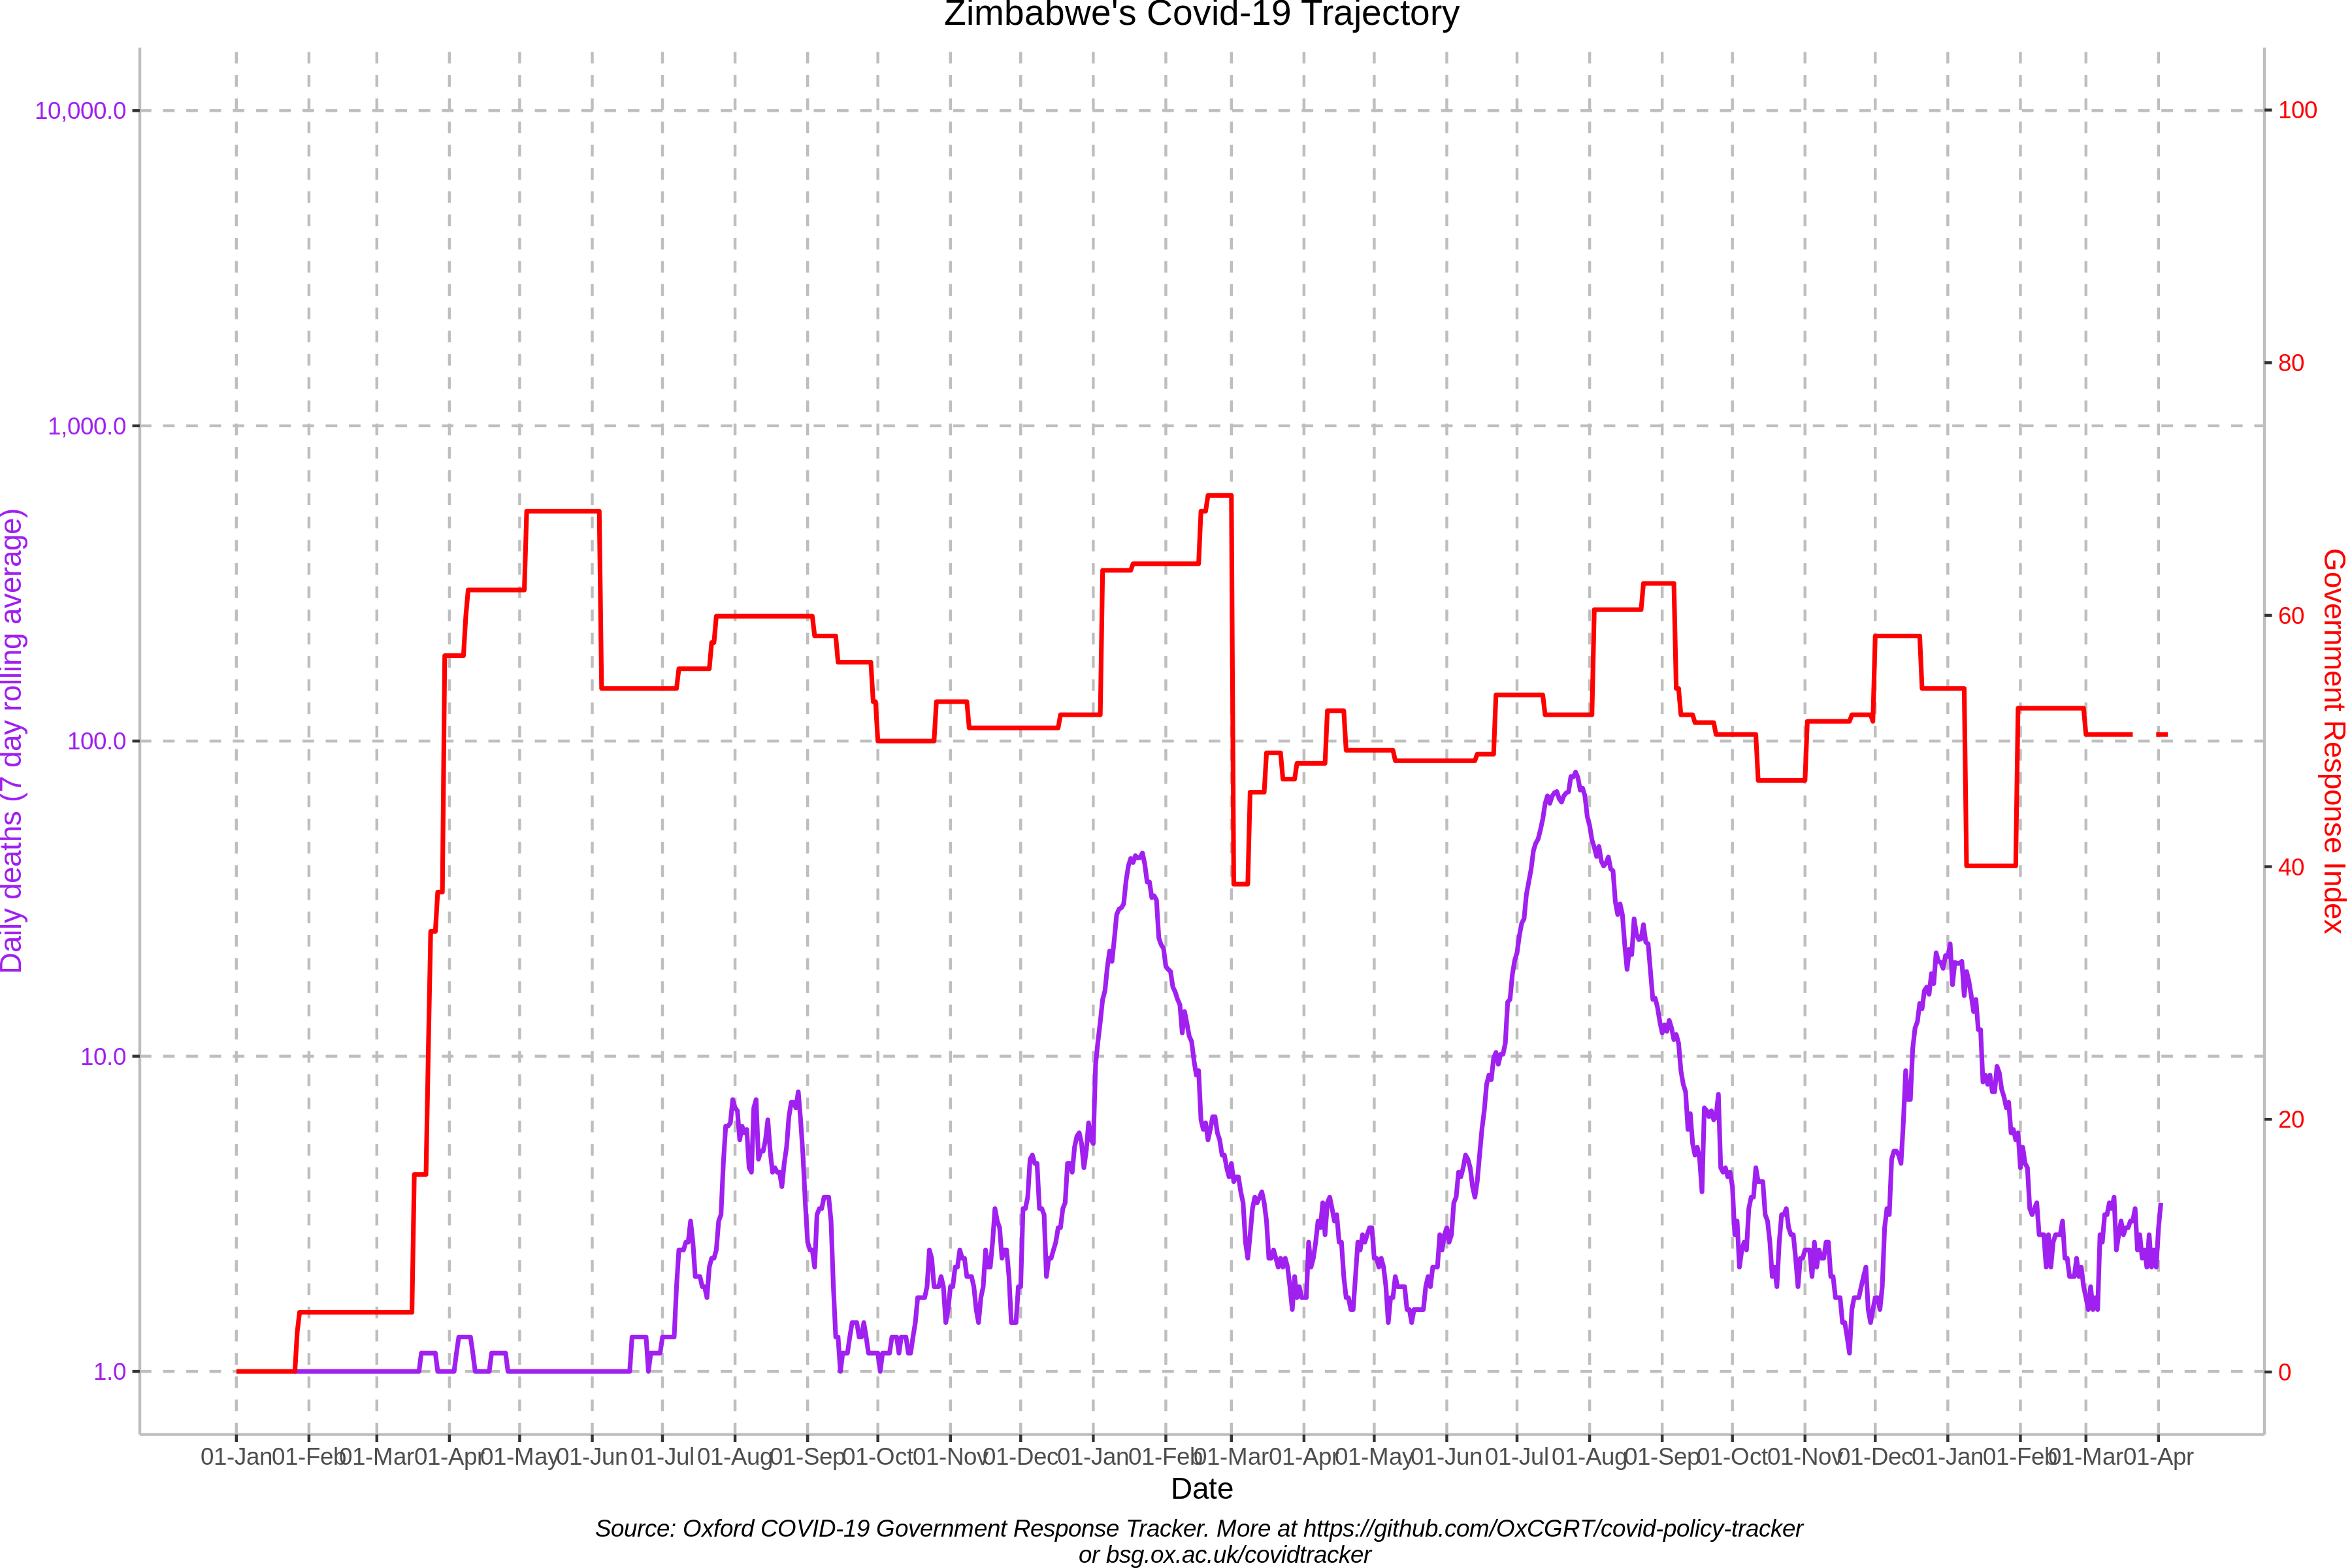 Zimbabwe's Covid-19 Trajectory
10,000.0
1,000.0
100.0
10.0
1.0
Daily deaths (7 day rolling average)
100
80
60
40
20
0
Government Response Index
01-Jan 01-Feb 01-Mar 01-Apr 01-May 01-Jun 01-Jul 01-Aug 01-Sep 01-Oct 01-Nov 01-Dec 01-Jan 01-Feb 01-Mar 01-Apr 01-May 01-Jun 01-Jul 01-Aug 01-Sep 01-Oct 01-Nov 01-Dec 01-Jan 01-Feb 01-Mar 01-Apr
Date
Source: Oxford COVID-19 Government Response Tracker. More at https://github.com/OxCGRT/covid-policy-tracker
or bsg.ox.ac.uk/covidtracker